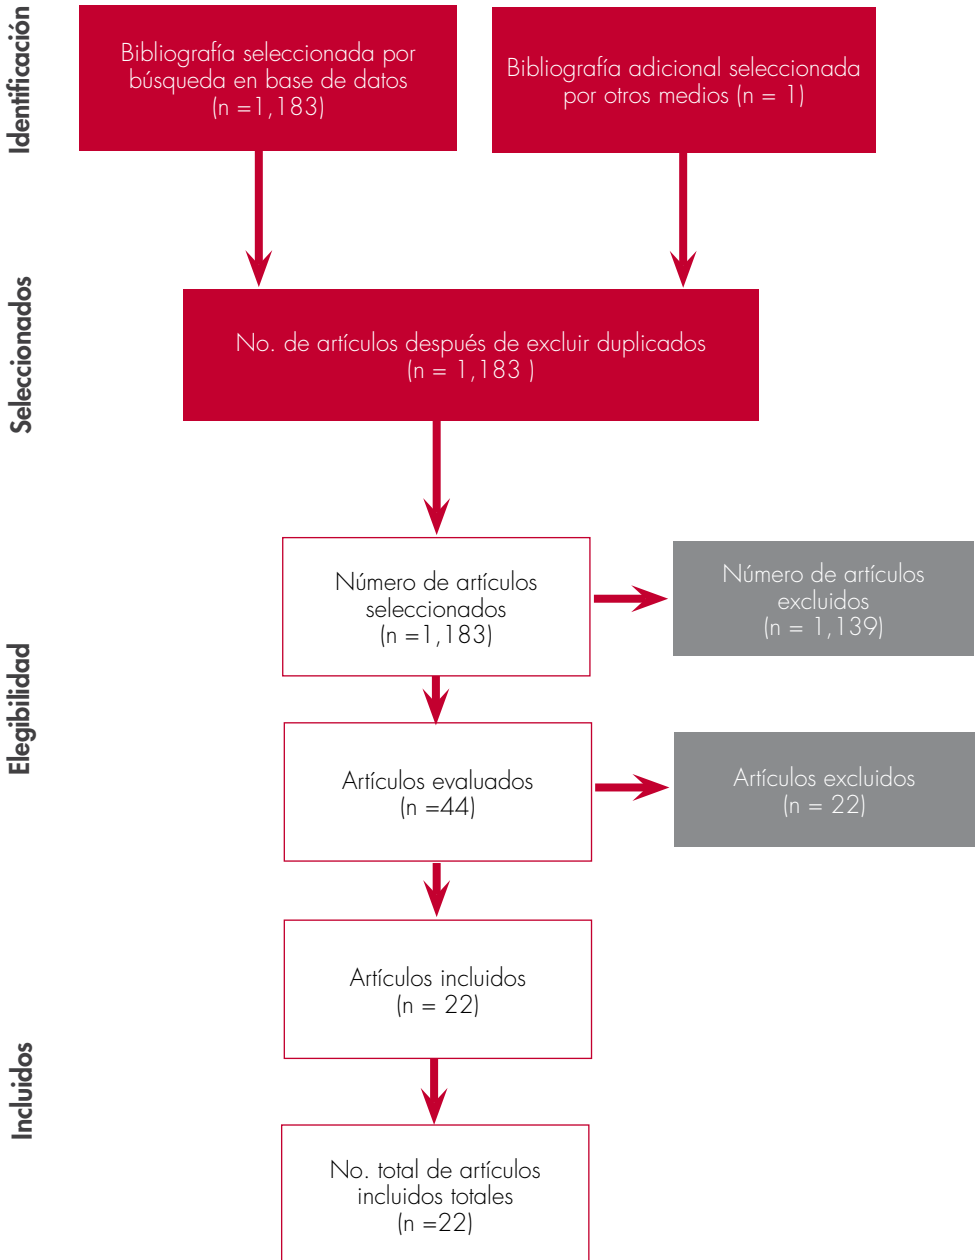 Identificación
Bibliografía seleccionada por
búsqueda en base de datos
(n =1,183)
Bibliografía adicional seleccionada
por otros medios (n = 1)
Seleccionados
No. de artículos después de excluir duplicados
(n = 1,183 )
Elegibilidad
Número de artículos
seleccionados
(n =1,183)
Número de artículos
excluidos
(n = 1,139)
Artículos evaluados
(n =44)
Artículos excluidos
(n = 22)
Incluidos
Artículos incluidos
(n = 22)
No. total de artículos
incluidos totales
(n =22)